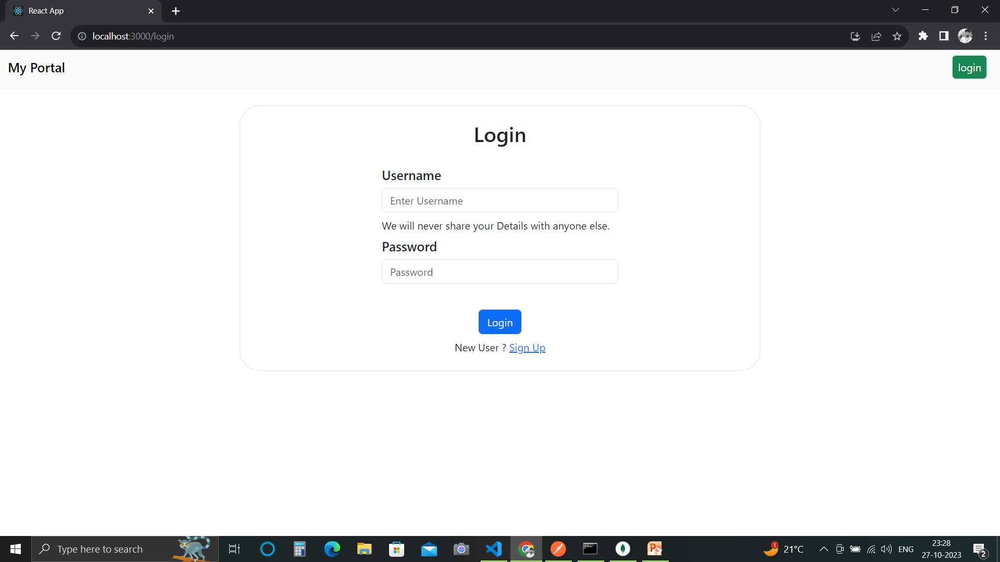 React App
localhost:3000/login
My Portal
login
Login
Username
Enter Username
We will never share your Details with anyone else.
Password
Password
Login
New User ? Sign Up
Type here to search
1
21°C
ENG
23:28
27-10-2023
2